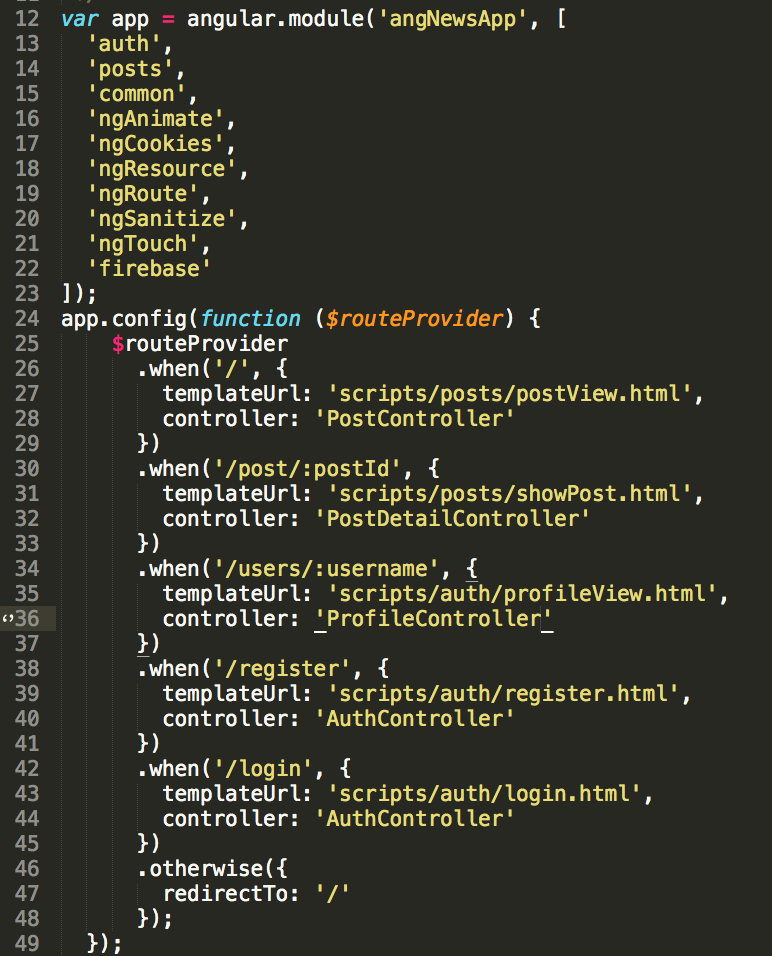 12 var app = angular.module('angNewsApp', [
13   'auth',
14   'posts',
15   'common',
16   'ngAnimate',
17   'ngCookies',
18   'ngResource',
19   'ngRoute',
20   'ngSanitize',
21   'ngTouch',
22   'firebase'
23 ]);
24 app.config(function ($routeProvider) {
25     $routeProvider
26       .when('/', {
27         templateUrl: 'scripts/posts/postView.html',
28         controller: 'PostController'
29       })
30       .when('/post/:postId', {
31         templateUrl: 'scripts/posts/showPost.html',
32         controller: 'PostDetailController'
33       })
34       .when('/users/:username', {
35         templateUrl: 'scripts/auth/profileView.html',
36         controller: 'ProfileController'
37       })
38       .when('/register', {
39         templateUrl: 'scripts/auth/register.html',
40         controller: 'AuthController'
41       })
42       .when('/login', {
43         templateUrl: 'scripts/auth/login.html',
44         controller: 'AuthController'
45       })
46       .otherwise({
47         redirectTo: '/'
48       });
49   });